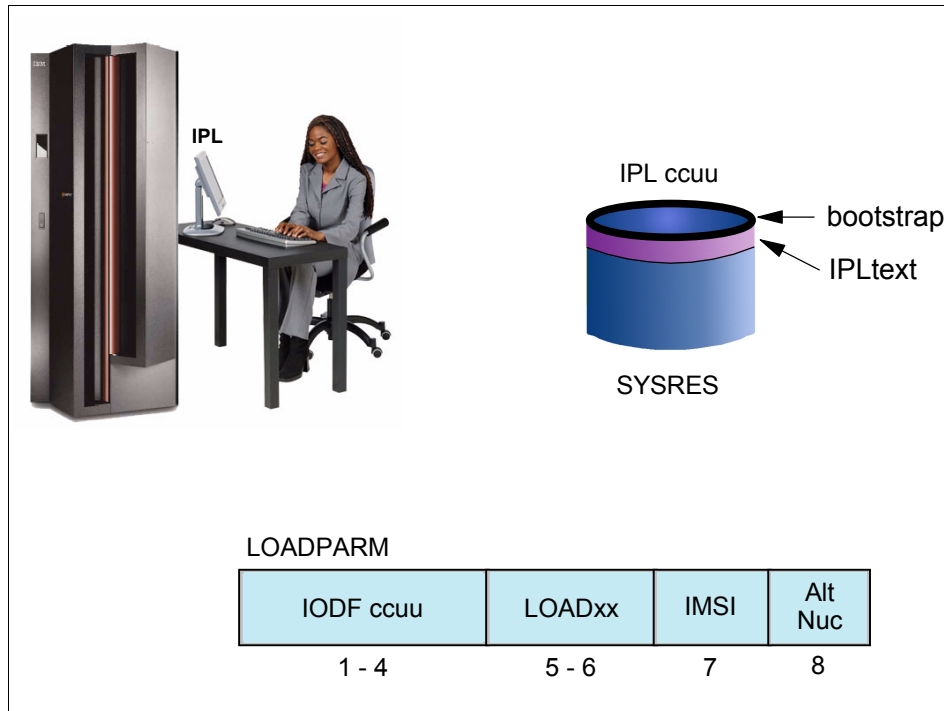 IPL
IPL ccuu
bootstrap
IPLtext
SYSRES
LOADPARM
IODF ccuu
LOADxx
IMSI
Alt
Nuc
1 - 4
5 - 6
7
8